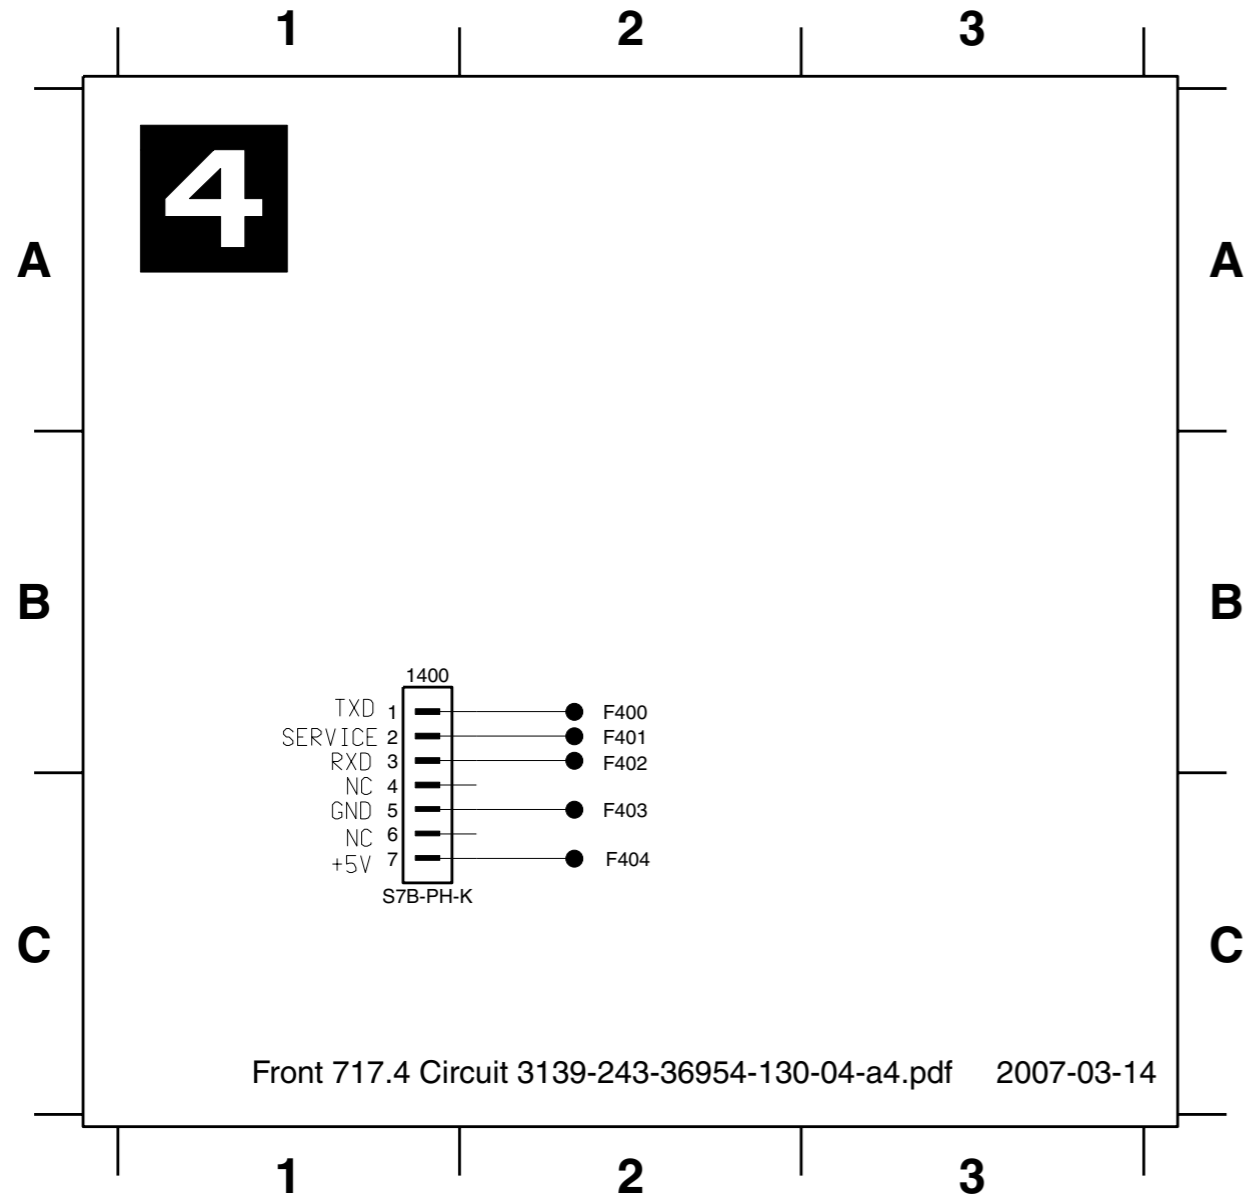 1 2 3
4
A A
B B
1400
TXD 1 F400
SERVICE 2 F401
RXD 3 F402
NC 4
GND 5 F403
NC 6
+5V 7 F404
S7B-PH-K
C C
Front 717.4 Circuit 3139-243-36954-130-04-a4.pdf 2007-03-14
1 2 3